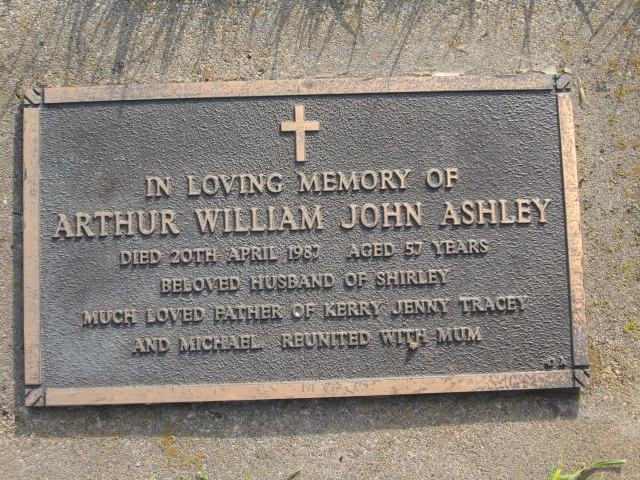 IN LOVING MEMORY OF
ARTHUR WILLIAM JOHN ASHLEY
DIED 20TH APRIL 1987 AGED 57 YEARS
BELOVED HUSBAND OF SHIRLEY
MUCH LOVED FATHER OF KERRY JENNY TRACEY
AND MICHAEL REUNITED WITH MUM